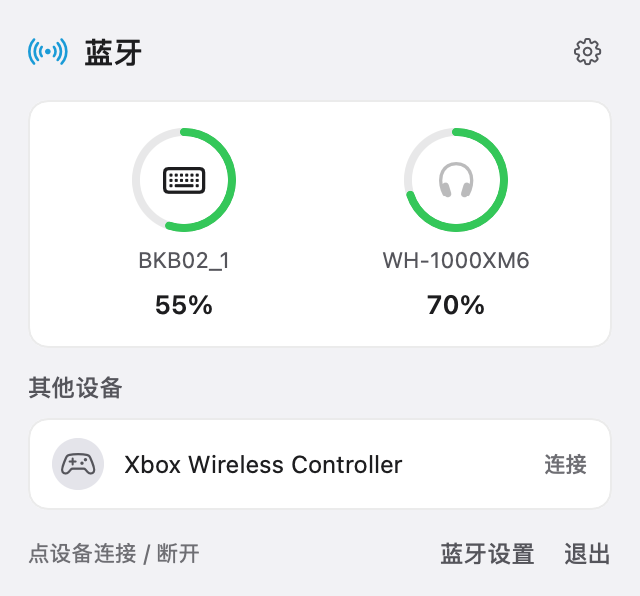 蓝牙
BKB02_1
WH-1000XM6
55%
70%
其他设备
Xbox Wireless Controller
连接
点设备连接 / 断开
蓝牙设置
退出